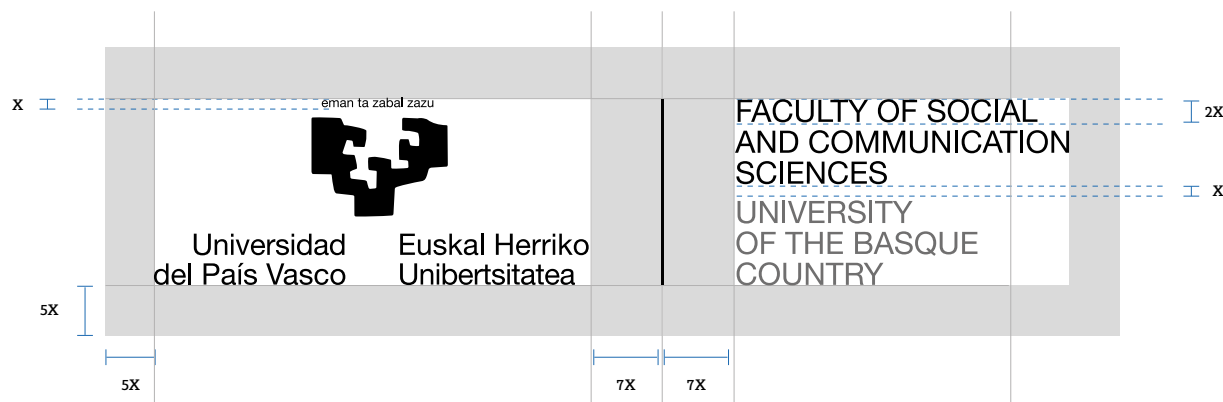 X
eman ta zabal zazu
Universidad
del País Vasco
Euskal Herriko
Unibertsitatea
FACULTY OF SOCIAL
AND COMMUNICATION
SCIENCES
UNIVERSITY
OF THE BASQUE
COUNTRY
2X
X
5X
5X
7X
7X